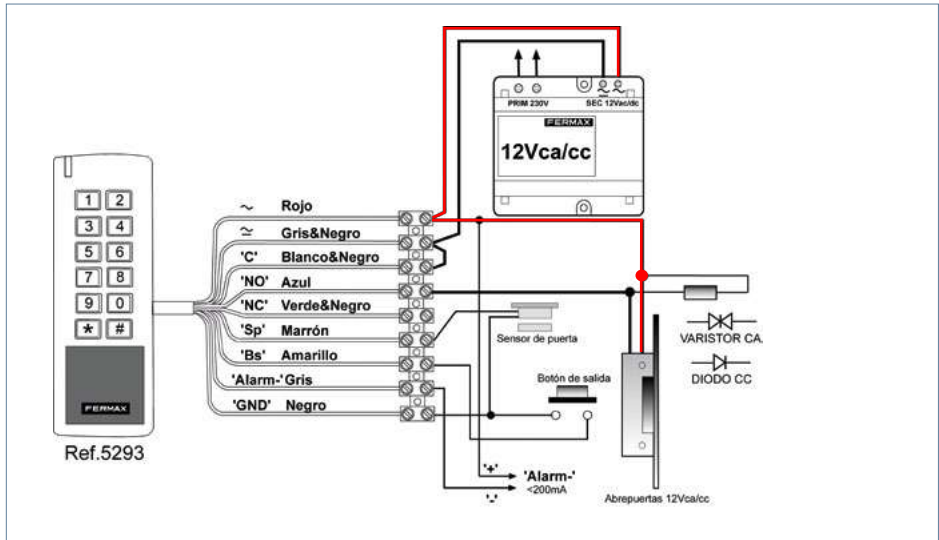 PRIM 230V SEC 12Vac/dc
FERMAX
12Vca/cc
1 2
3 4
5 6
7 8
9 0
* #
FERMAX
Ref.5293
~ Rojo
≃ Gris&Negro
'C' Blanco&Negro
'NO' Azul
'NC' Verde&Negro
'Sp' Marrón
'Bs' Amarillo
'Alarm-' Gris
'GND' Negro
Sensor de puerta
Botón de salida
'+'
'Alarm-'
<200mA
'-'
VARISTOR CA.
DIODO CC
Abrepuertas 12Vca/cc